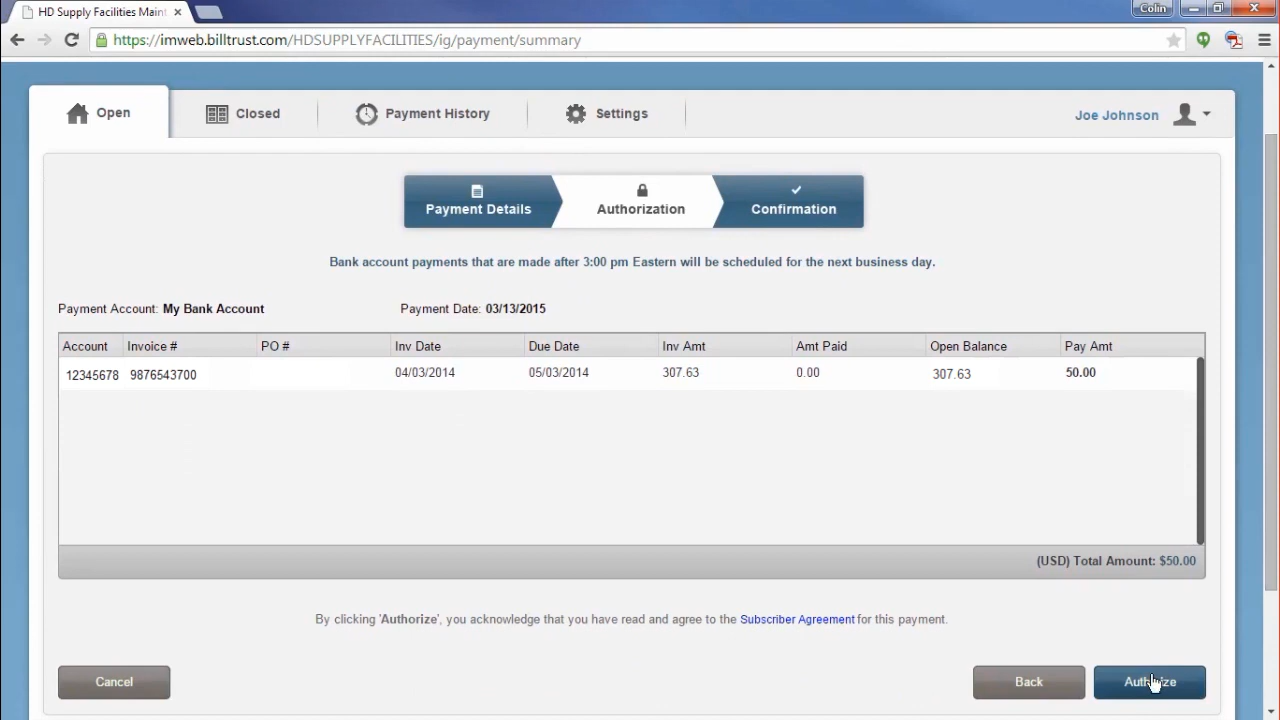 HD Supply Facilities Maint
Colin
https://imweb.billtrust.com/HDSUPPLYFACILITIES/ig/payment/summary
Open
Closed
Payment History
Settings
Joe Johnson
Payment Details
Authorization
Confirmation
Bank account payments that are made after 3:00 pm Eastern will be scheduled for the next business day.
Payment Account: My Bank Account Payment Date: 03/13/2015
Account Invoice # PO # Inv Date Due Date Inv Amt Amt Paid Open Balance Pay Amt
12345678 9876543700 04/03/2014 05/03/2014 307.63 0.00 307.63 50.00
(USD) Total Amount: $50.00
By clicking 'Authorize', you acknowledge that you have read and agree to the Subscriber Agreement for this payment.
Cancel
Back
Authorize